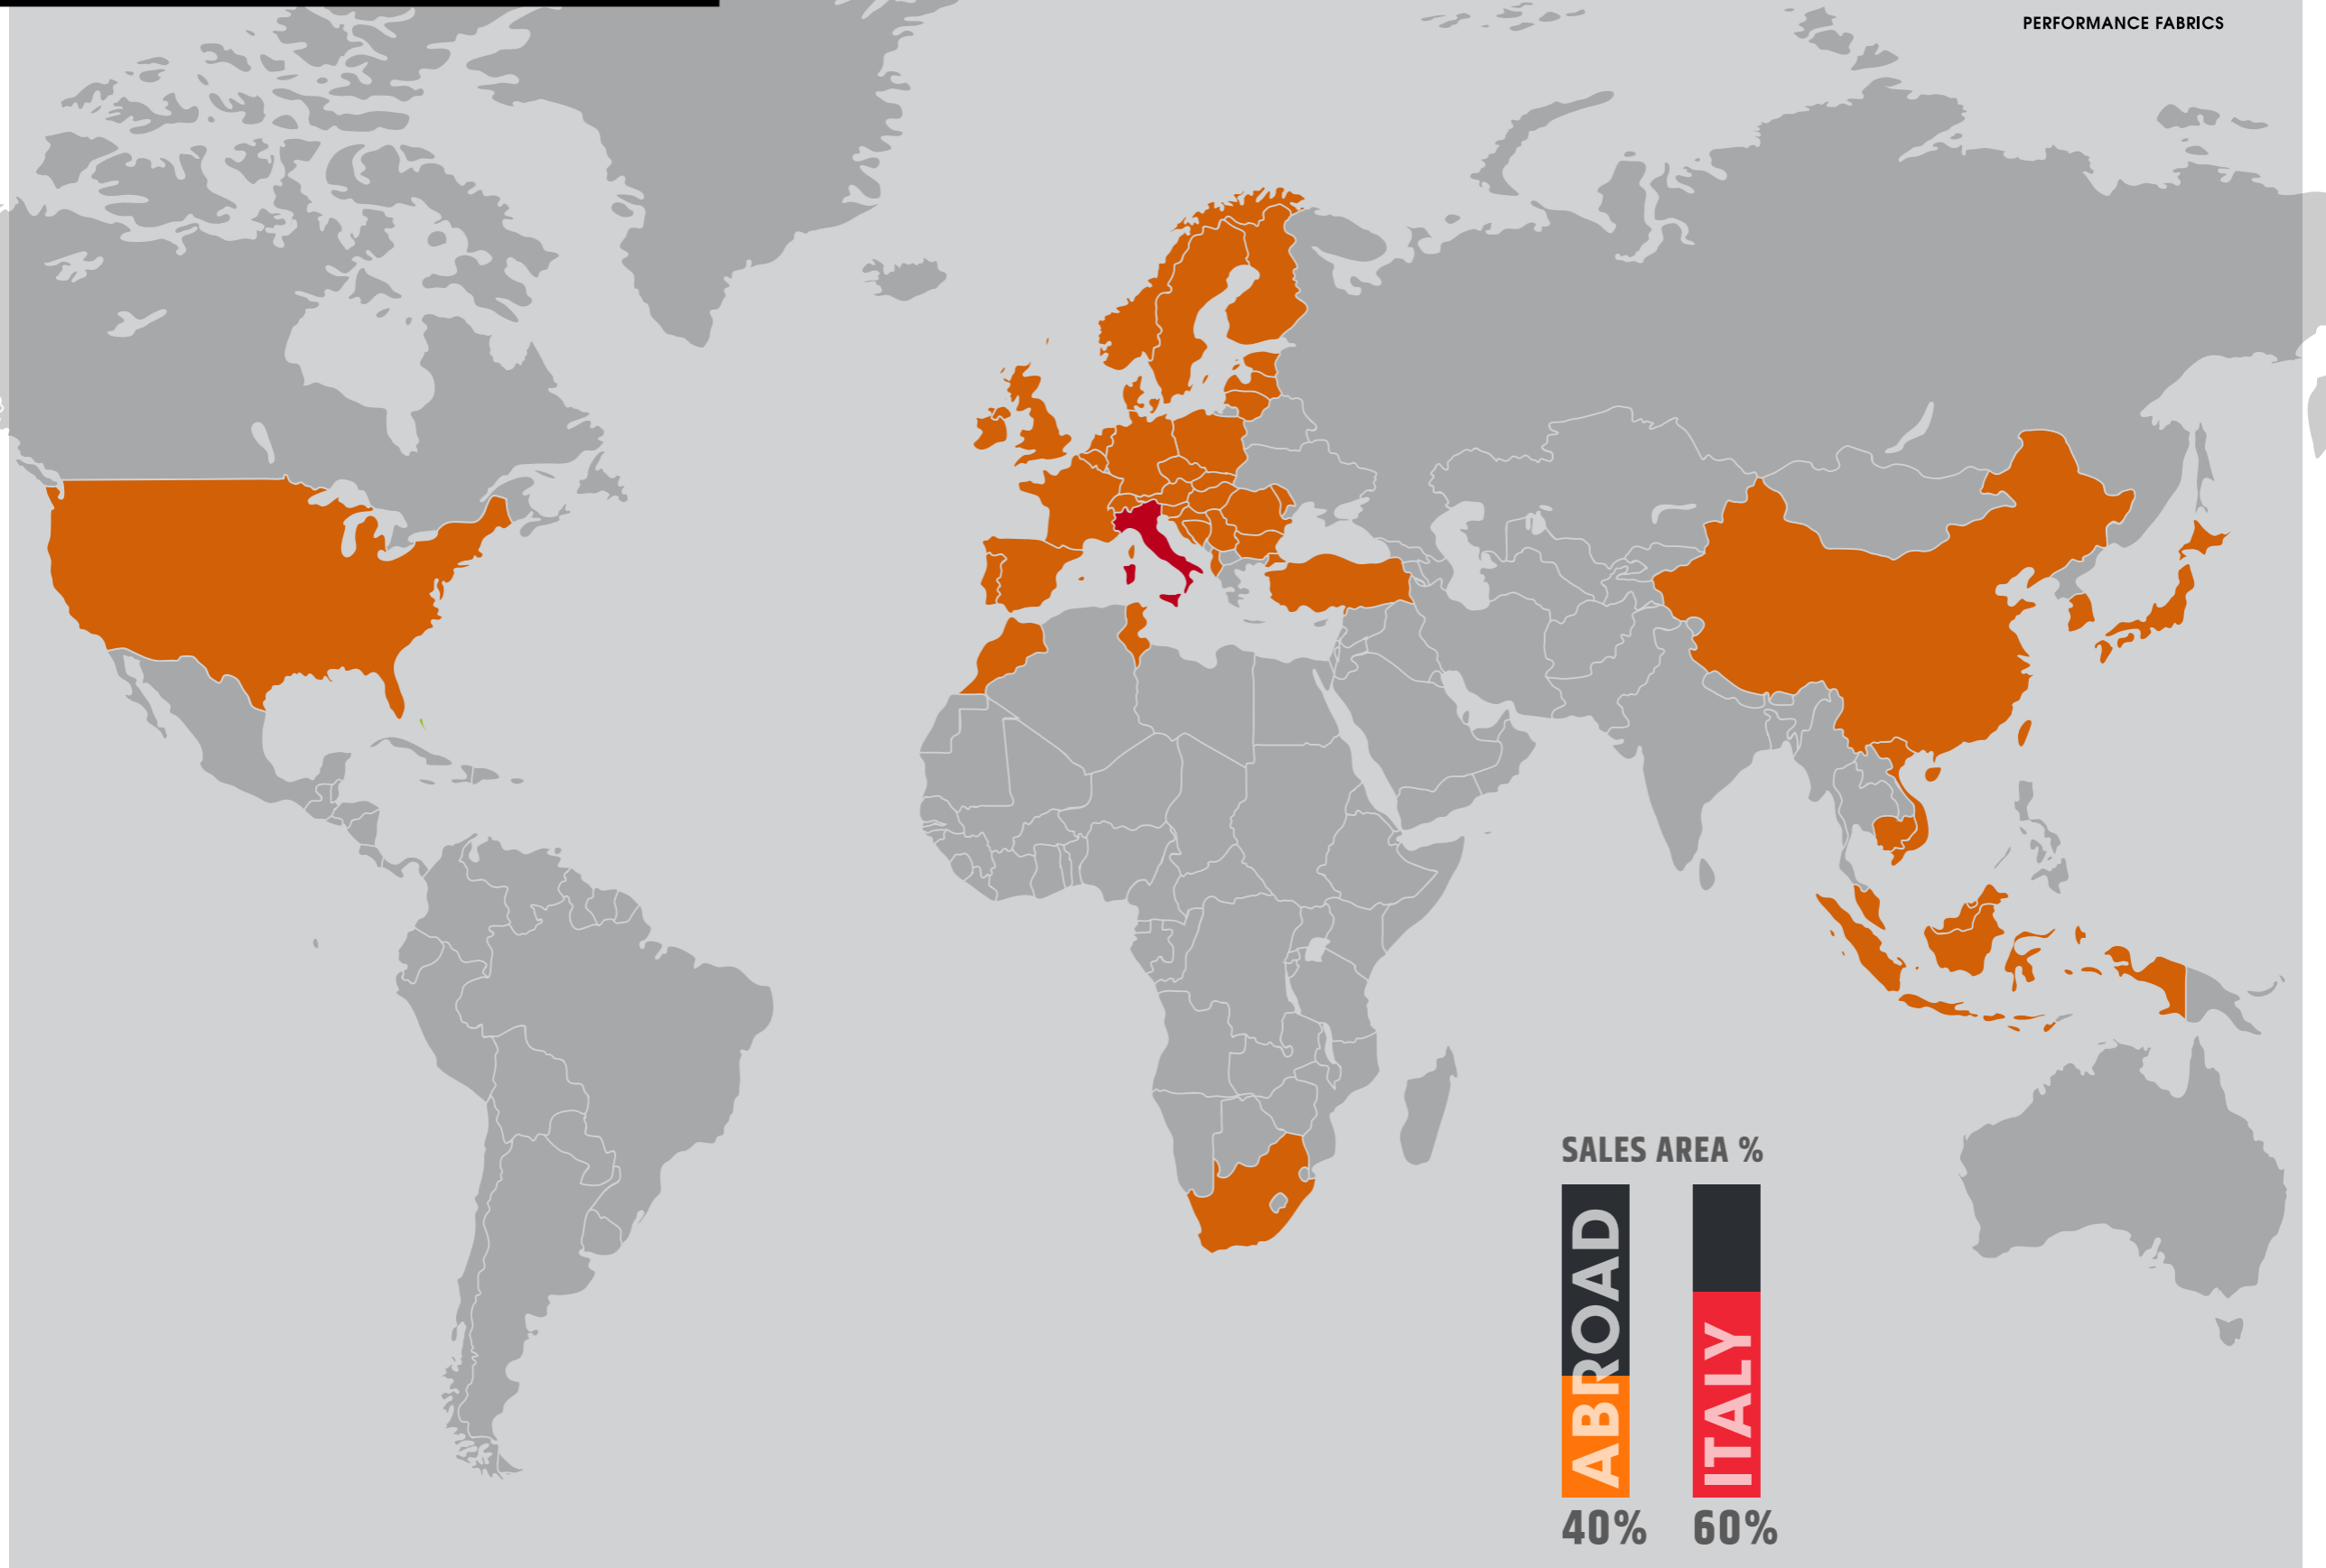 PERFORMANCE FABRICS
SALES AREA %
ABROAD
ITALY
40%
60%